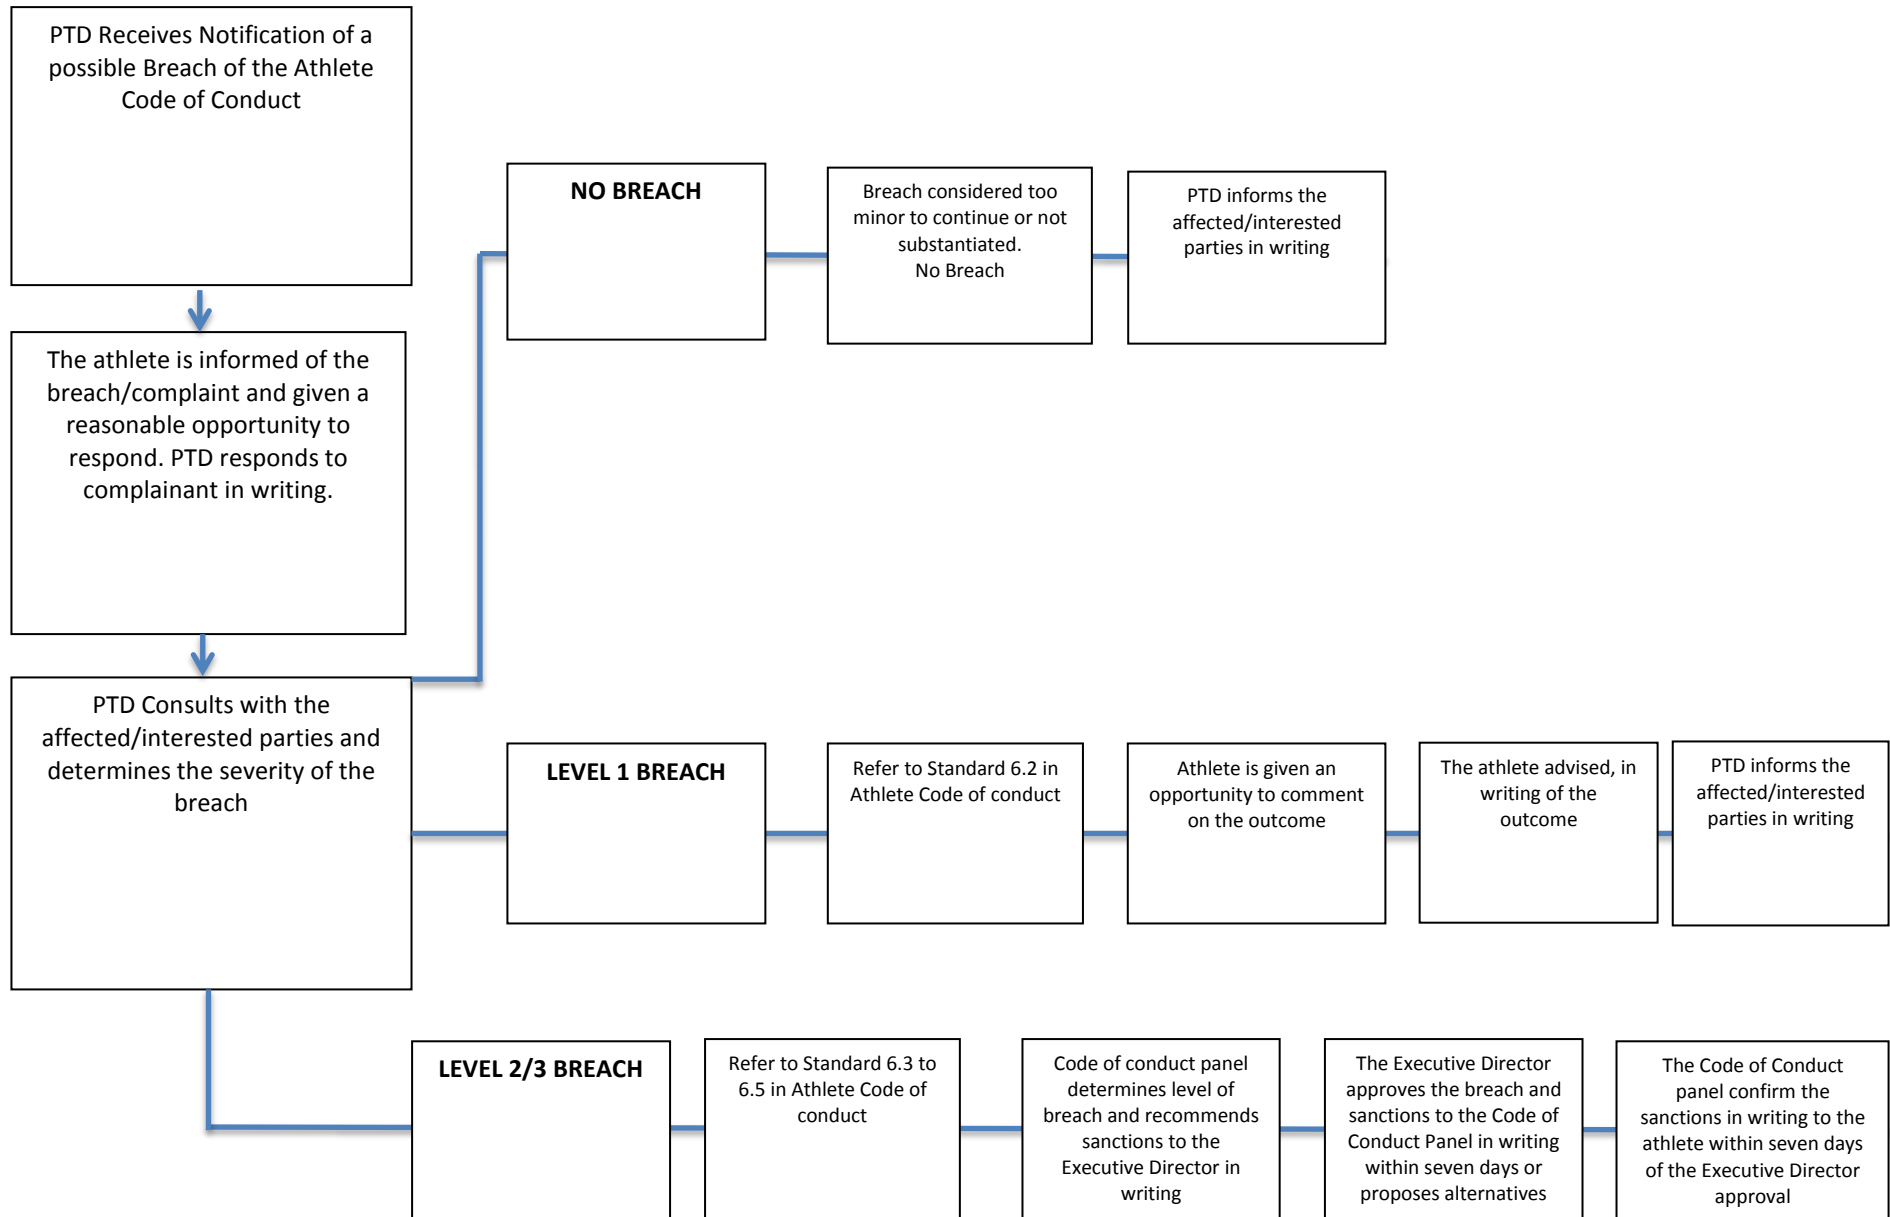 PTD Receives Notification of a
possible Breach of the Athlete
Code of Conduct
The athlete is informed of the
breach/complaint and given a
reasonable opportunity to
respond. PTD responds to
complainant in writing.
PTD Consults with the
affected/interested parties and
determines the severity of the
breach
NO BREACH
Breach considered too
minor to continue or not
substantiated.
No Breach
PTD informs the
affected/interested
parties in writing
LEVEL 1 BREACH
Refer to Standard 6.2 in
Athlete Code of conduct
Athlete is given an
opportunity to comment
on the outcome
The athlete advised, in
writing of the
outcome
PTD informs the
affected/interested
parties in writing
LEVEL 2/3 BREACH
Refer to Standard 6.3 to
6.5 in Athlete Code of
conduct
Code of conduct panel
determines level of
breach and recommends
sanctions to the
Executive Director in
writing
The Executive Director
approves the breach and
sanctions to the Code of
Conduct Panel in writing
within seven days or
proposes alternatives
The Code of Conduct
panel confirm the
sanctions in writing to the
athlete within seven days
of the Executive Director
approval